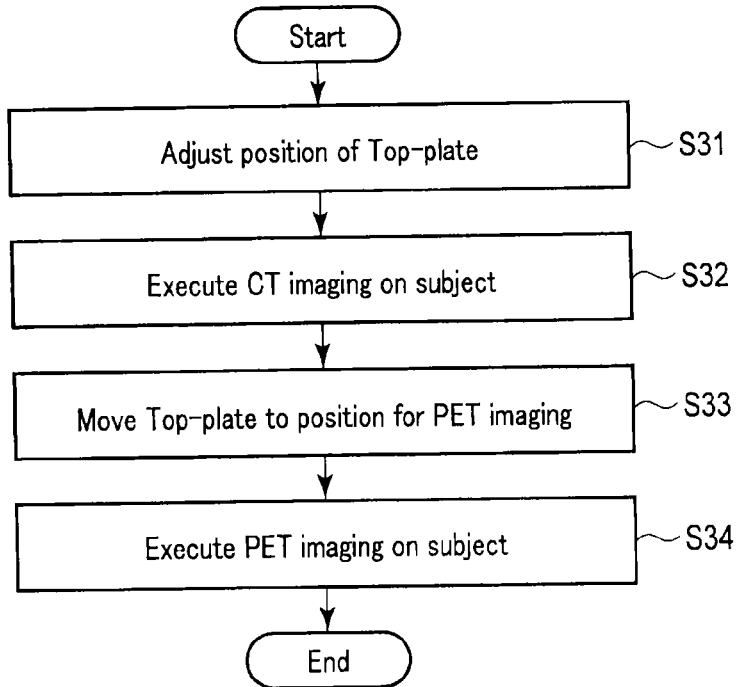 Start
Adjust position of Top-plate
S31
Execute CT imaging on subject
S32
Move Top-plate to position for PET imaging
S33
Execute PET imaging on subject
S34
End